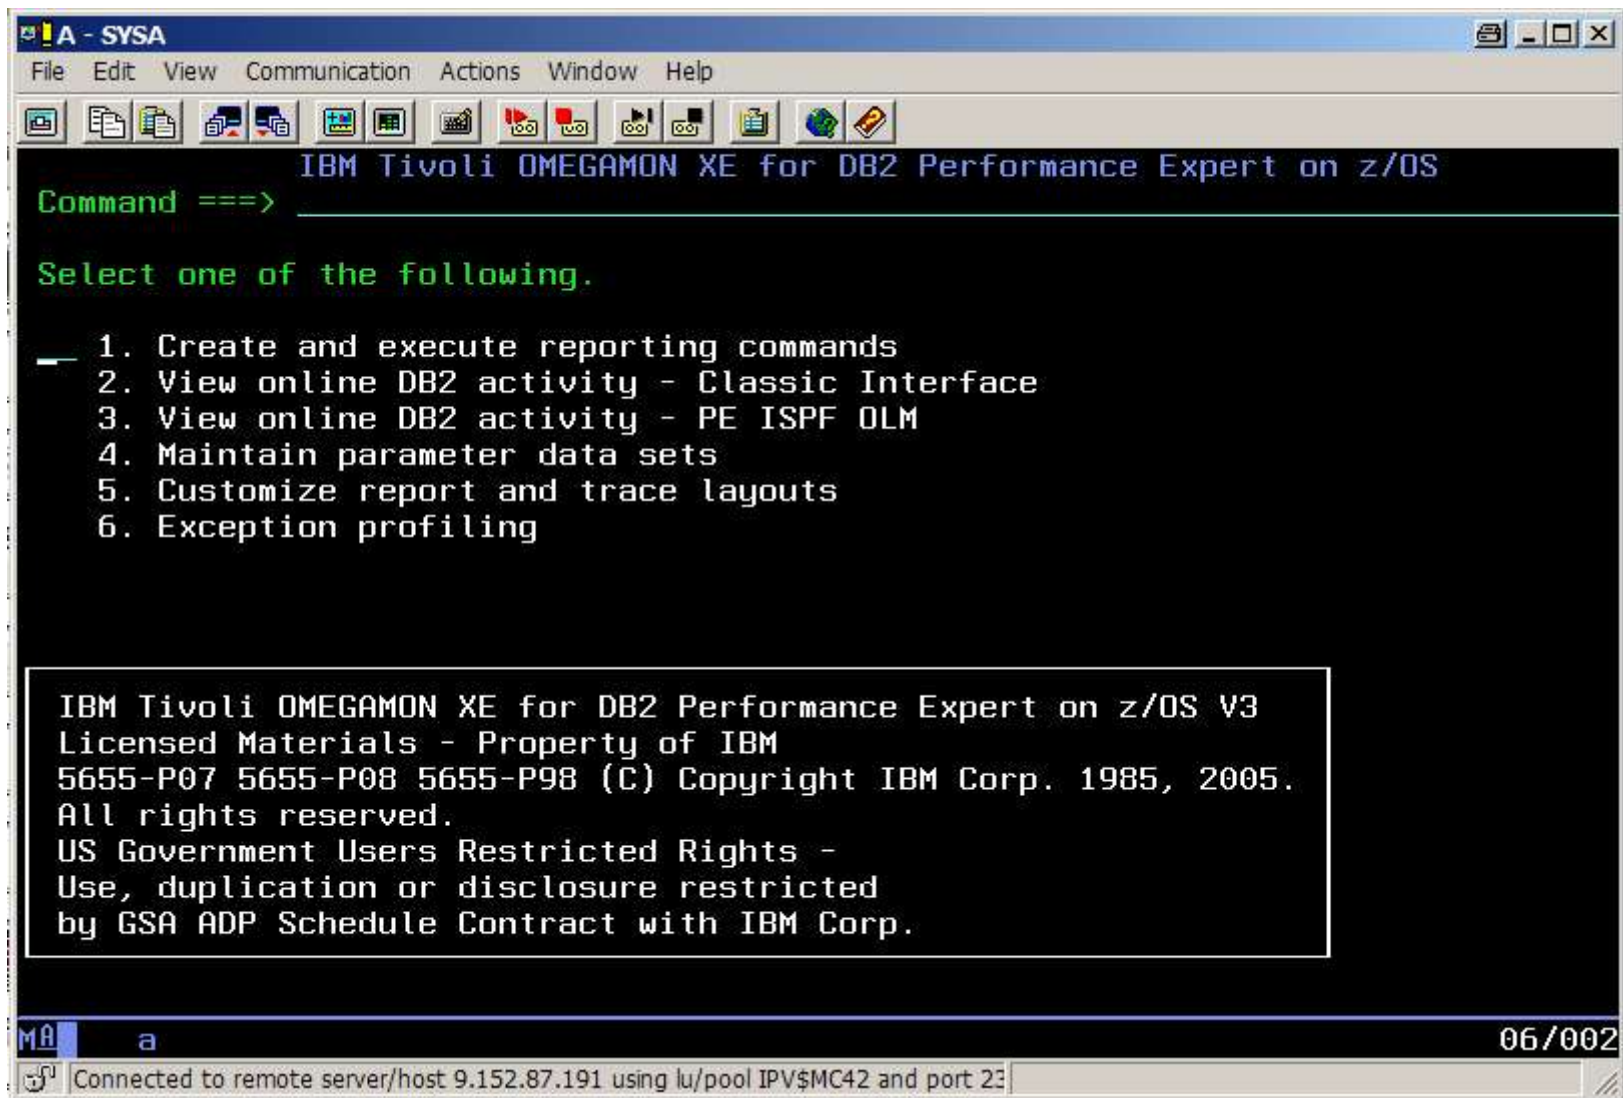 A - SYSA
File Edit View Communication Actions Window Help
IBM Tivoli OMEGAMON XE for DB2 Performance Expert on z/OS
Command ===> 
Select one of the following.
1. Create and execute reporting commands
2. View online DB2 activity - Classic Interface
3. View online DB2 activity - PE ISPF OLM
4. Maintain parameter data sets
5. Customize report and trace layouts
6. Exception profiling
IBM Tivoli OMEGAMON XE for DB2 Performance Expert on z/OS V3
Licensed Materials - Property of IBM
5655-P07 5655-P08 5655-P98 (C) Copyright IBM Corp. 1985, 2005.
All rights reserved.
US Government Users Restricted Rights -
Use, duplication or disclosure restricted
by GSA ADP Schedule Contract with IBM Corp.
MA a 06/002
Connected to remote server/host 9.152.87.191 using lu/pool IPV$MC42 and port 23